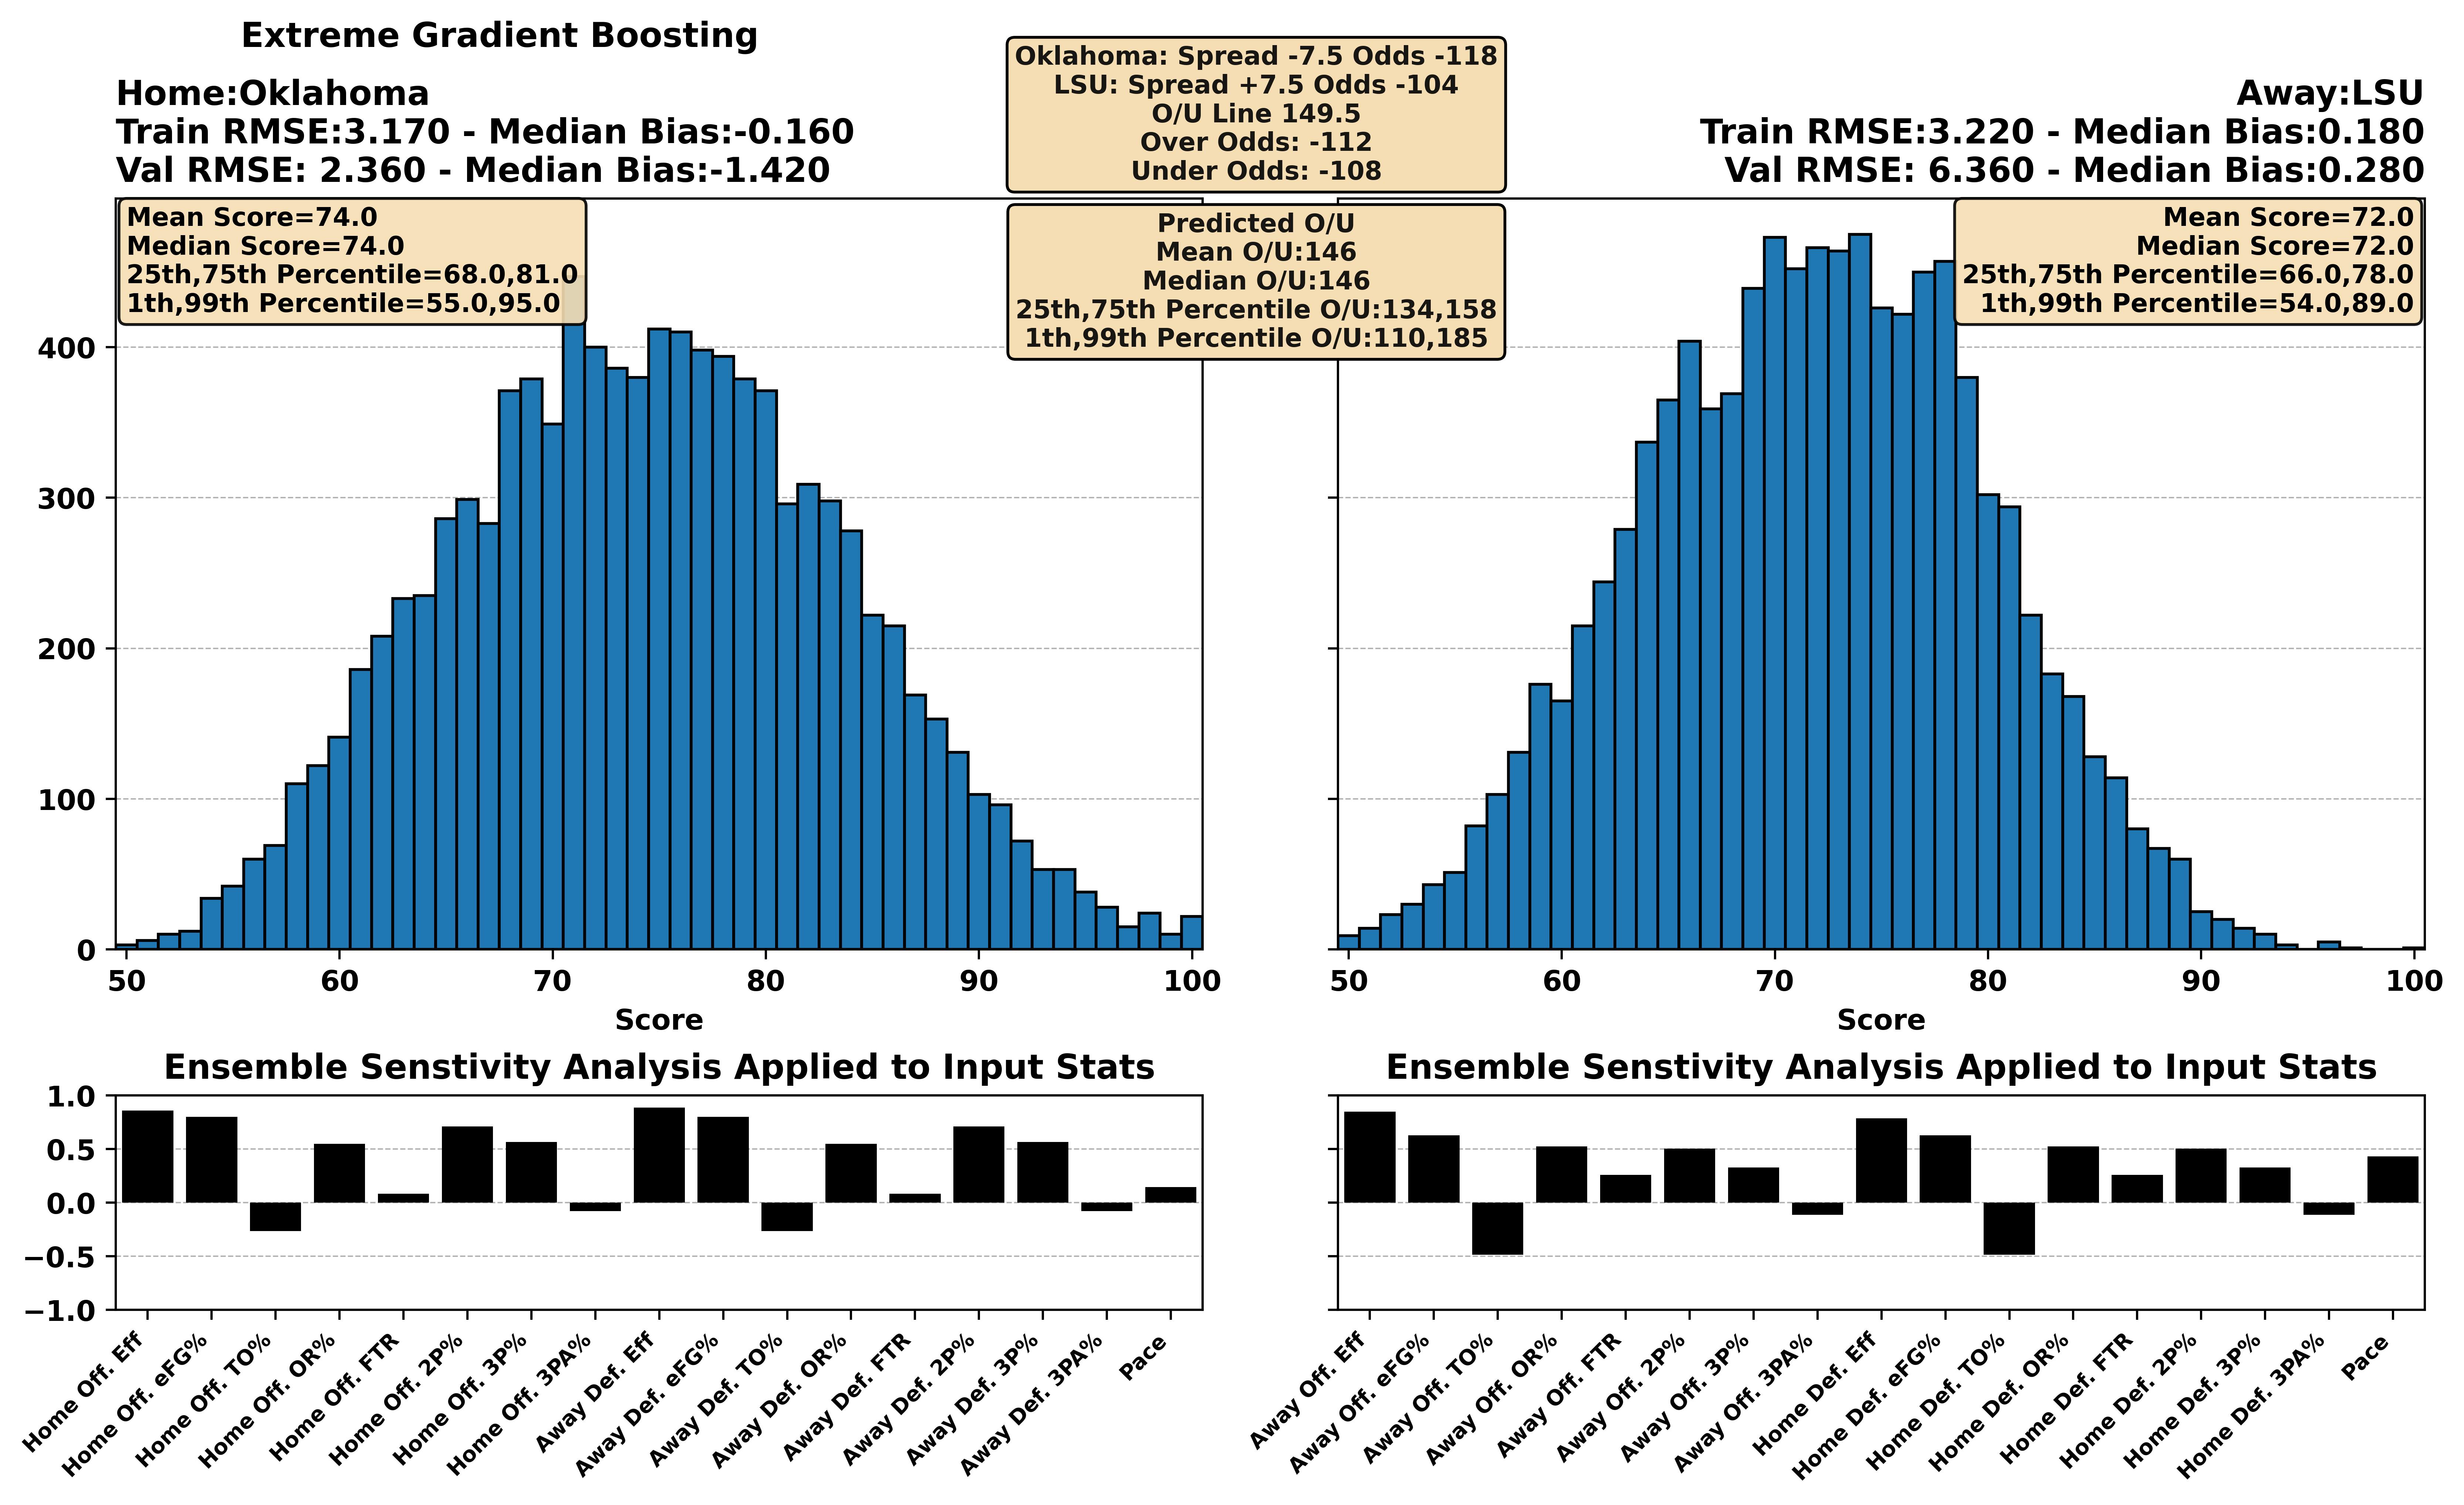 Extreme Gradient Boosting
Home:Oklahoma
Train RMSE:3.170 - Median Bias:-0.160
Val RMSE: 2.360 - Median Bias:-1.420
Oklahoma: Spread -7.5 Odds -118
LSU: Spread +7.5 Odds -104
O/U Line 149.5
Over Odds: -112
Under Odds: -108
Away:LSU
Train RMSE:3.220 - Median Bias:0.180
Val RMSE: 6.360 - Median Bias:0.280
Mean Score=74.0
Median Score=74.0
25th,75th Percentile=68.0,81.0
1th,99th Percentile=55.0,95.0
Predicted O/U
Mean O/U:146
Median O/U:146
25th,75th Percentile O/U:134,158
1th,99th Percentile O/U:110,185
Mean Score=72.0
Median Score=72.0
25th,75th Percentile=66.0,78.0
1th,99th Percentile=54.0,89.0
400
300
200
100
0
50 60 70 80 90 100
Score
50 60 70 80 90 100
Score
Ensemble Senstivity Analysis Applied to Input Stats
1.0
0.5
0.0
−0.5
−1.0
Home Off. Eff
Home Off. eFG%
Home Off. TO%
Home Off. OR%
Home Off. FTR
Home Off. 2P%
Home Off. 3P%
Home Off. 3PA%
Away Def. Eff
Away Def. eFG%
Away Def. TO%
Away Def. OR%
Away Def. FTR
Away Def. 2P%
Away Def. 3P%
Away Def. 3PA%
Pace
Ensemble Senstivity Analysis Applied to Input Stats
Away Off. Eff
Away Off. eFG%
Away Off. TO%
Away Off. OR%
Away Off. FTR
Away Off. 2P%
Away Off. 3P%
Away Off. 3PA%
Home Def. Eff
Home Def. eFG%
Home Def. TO%
Home Def. OR%
Home Def. FTR
Home Def. 2P%
Home Def. 3P%
Home Def. 3PA%
Pace